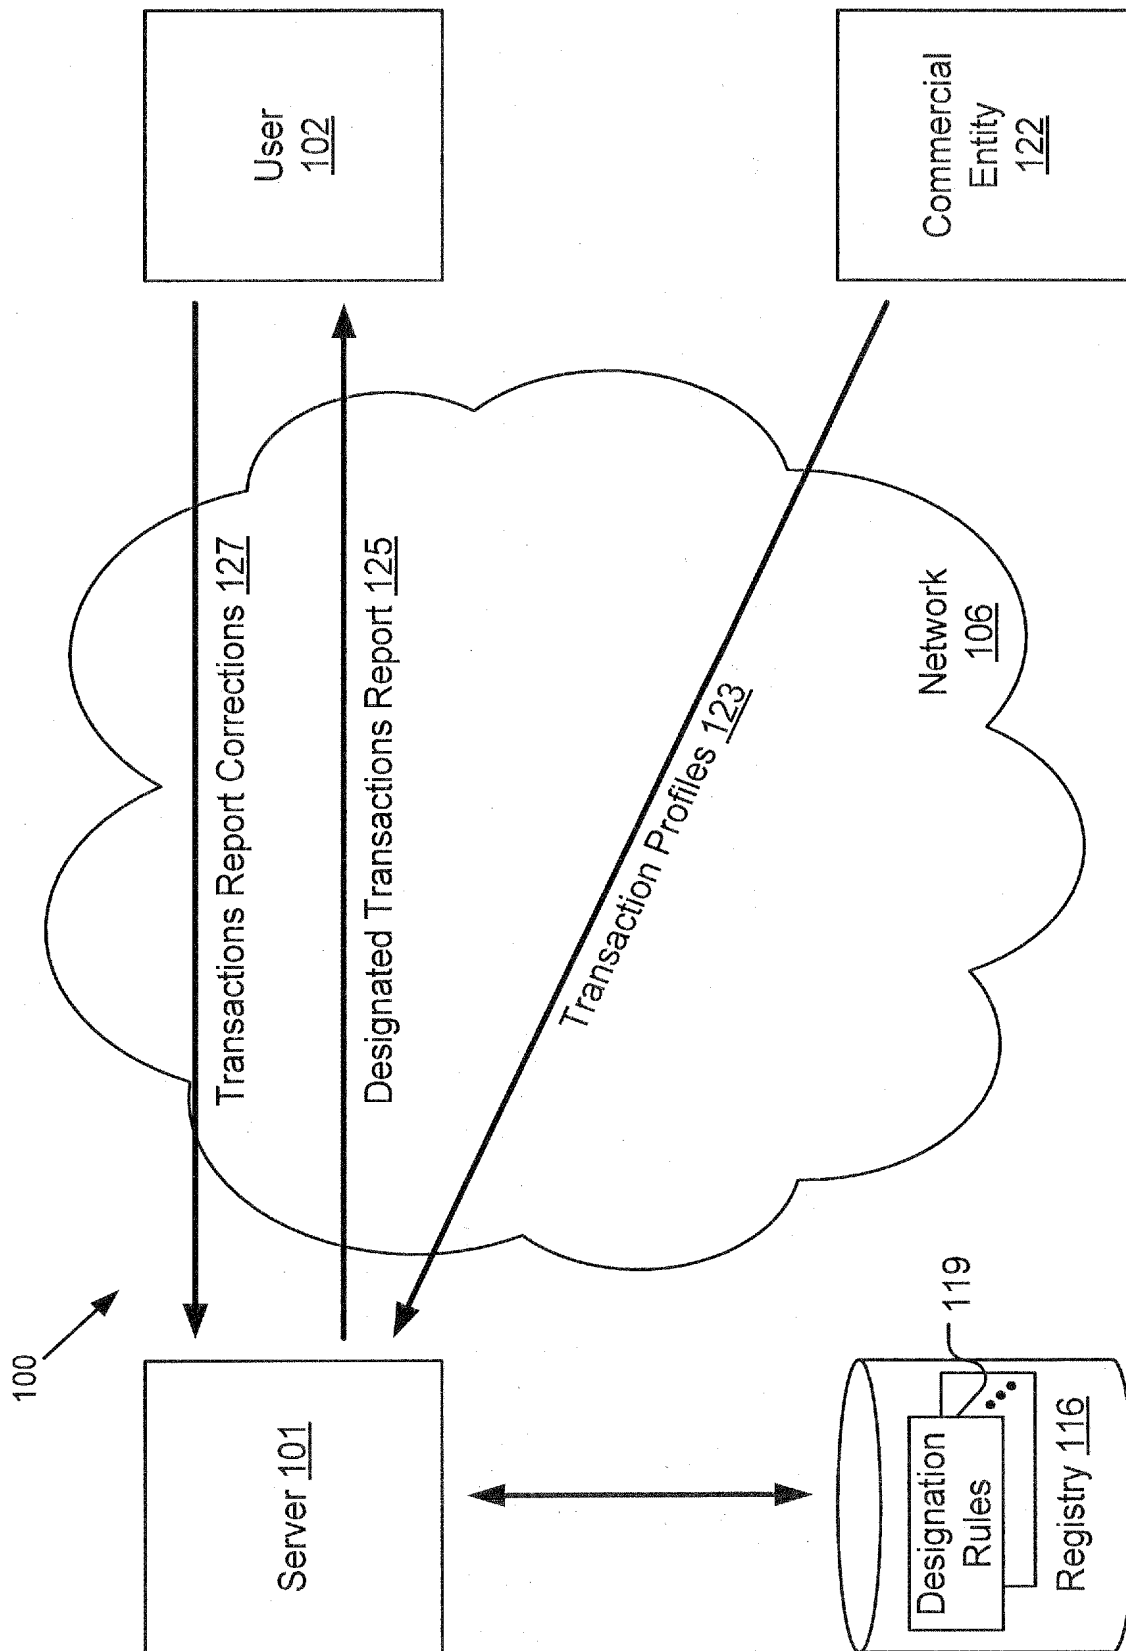 100
Server 101
User
102
Transactions Report Corrections 127
Designated Transactions Report 125
Transaction Profiles 123
Network
106
119
Designation
Rules
Registry 116
Commercial
Entity
122